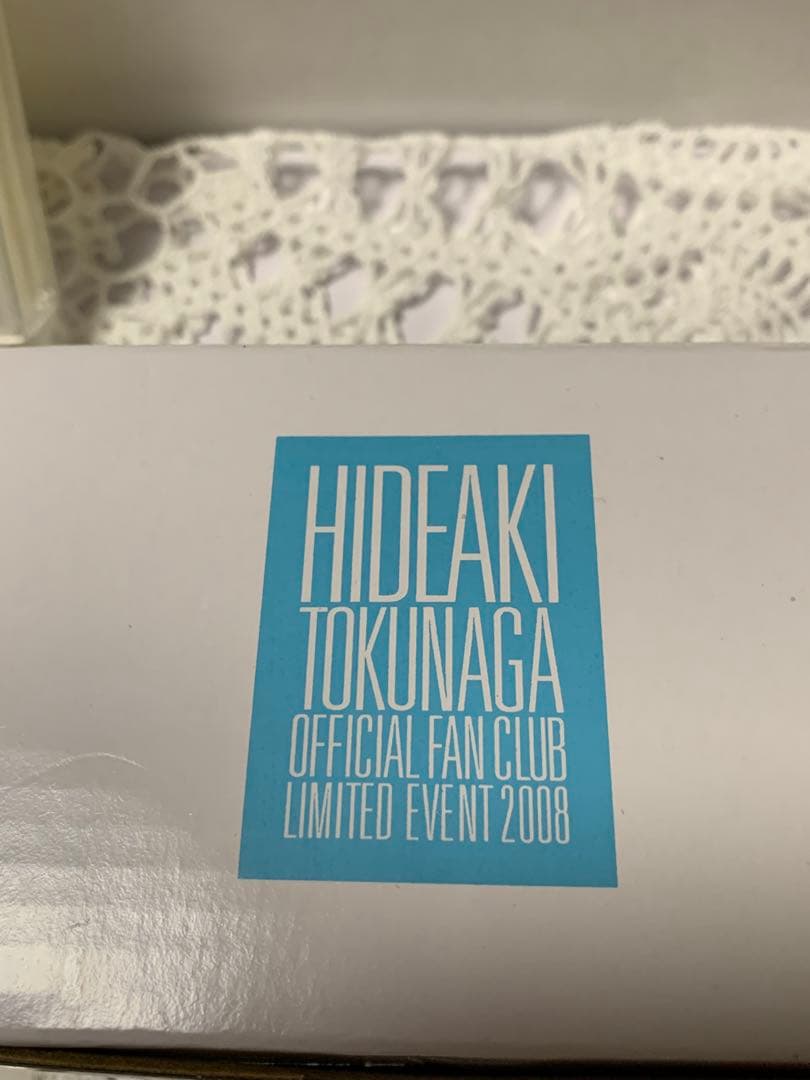 HIDEAKI
TOKUNAGA
OFFICIAL FAN CLUB
LIMITED EVENT 2008